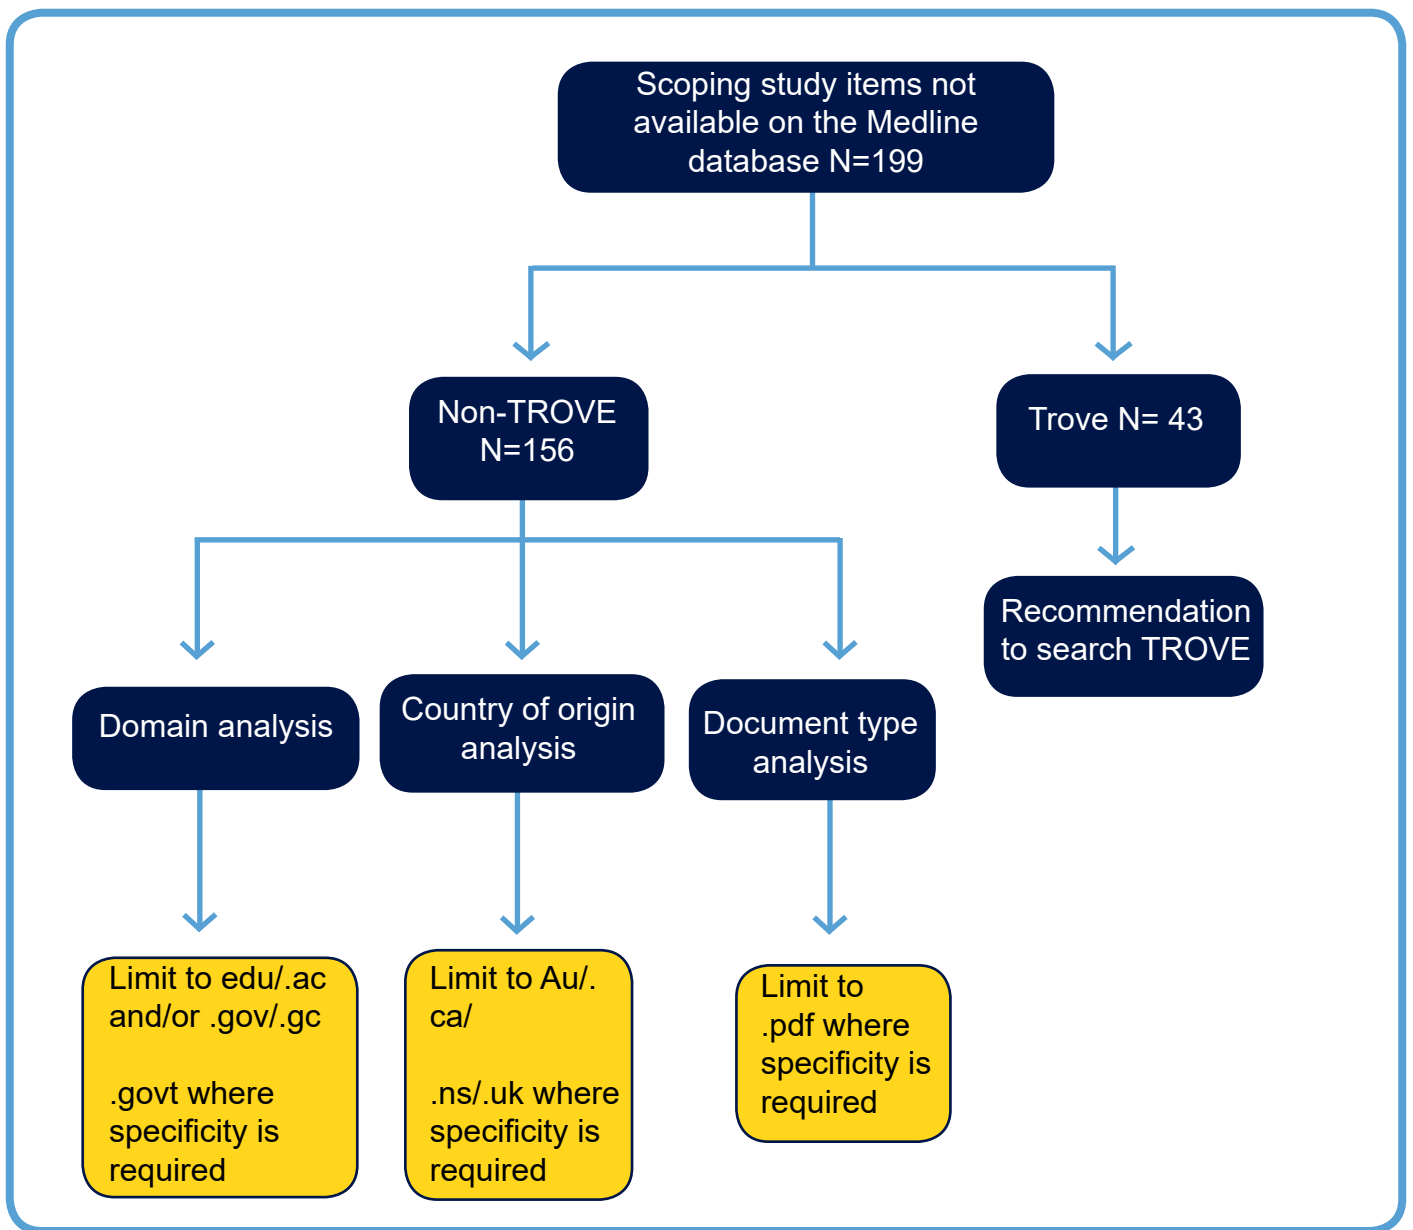 Scoping study items not
available on the Medline
database N=199
Non-TROVE
N=156
Trove N= 43
Recommendation
to search TROVE
Domain analysis
Country of origin
analysis
Document type
analysis
Limit to edu/.ac
and/or .gov/.gc
.govt where
specificity is
required
Limit to Au/.
ca/
.ns/.uk where
specificity is
required
Limit to
.pdf where
specificity is
required